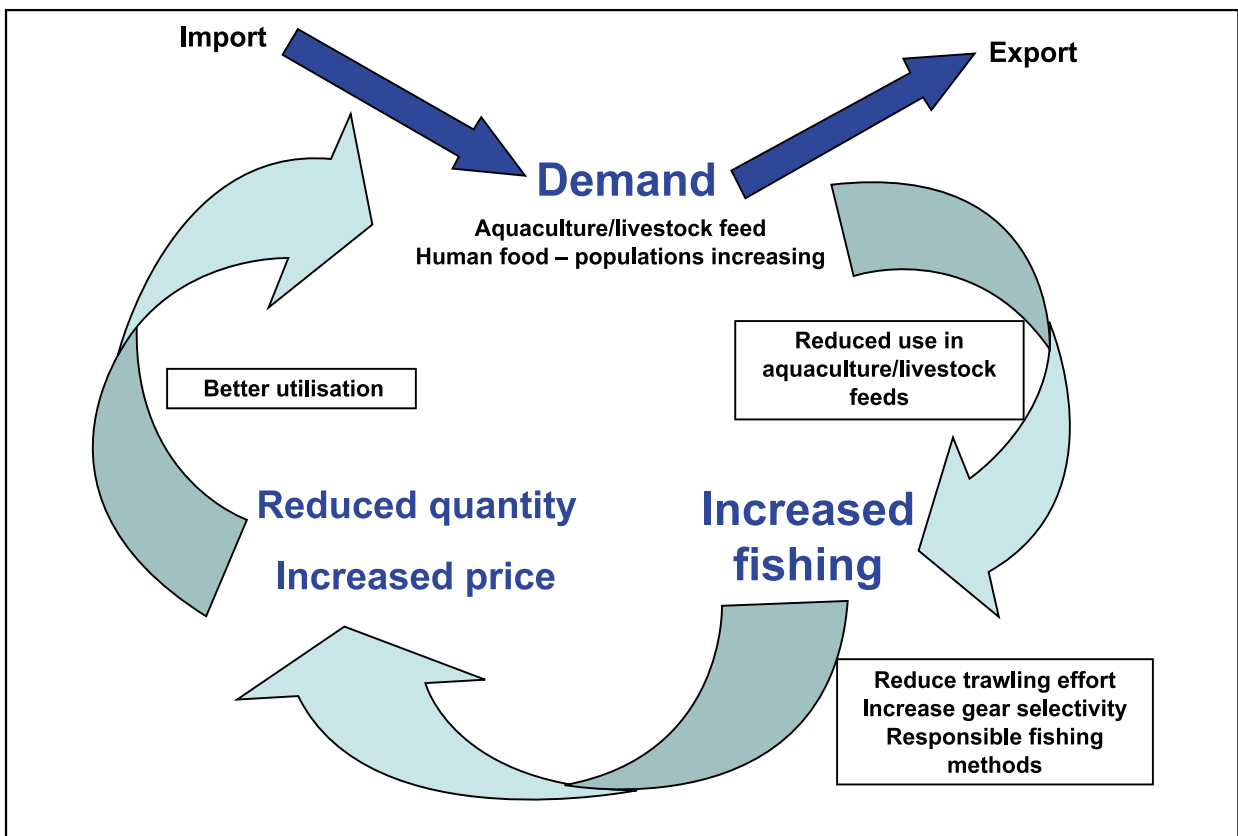 Import
Export
Demand
Aquaculture/livestock feed
Human food – populations increasing
Reduced use in
aquaculture/livestock
feeds
Better utilisation
Reduced quantity
Increased price
Increased
fishing
Reduce trawling effort
Increase gear selectivity
Responsible fishing
methods